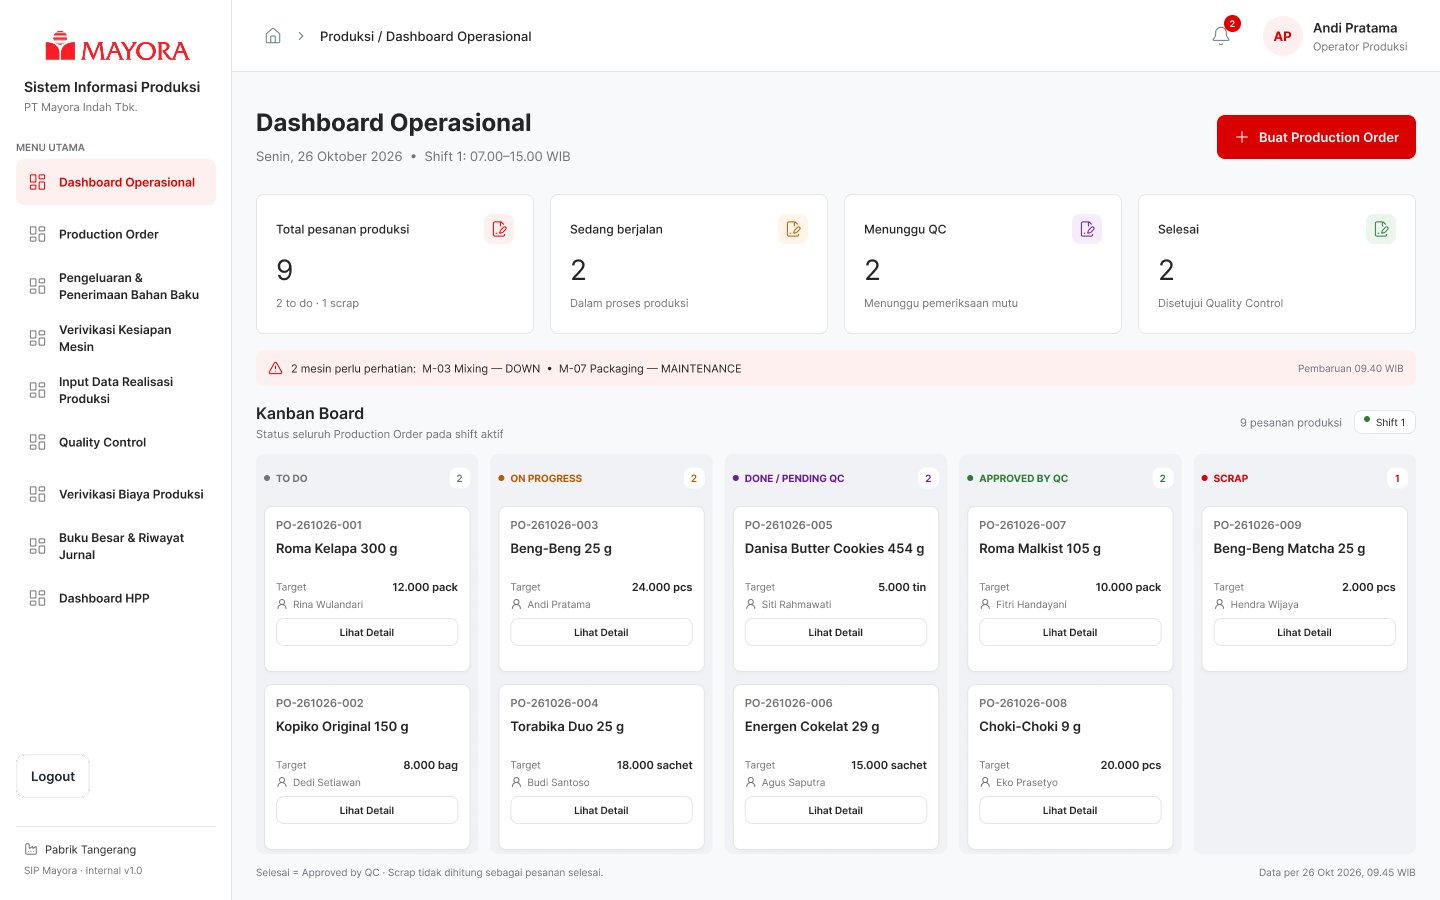 MAYORA
Sistem Informasi Produksi
PT Mayora Indah Tbk.
MENU UTAMA
Dashboard Operasional
Production Order
Pengeluaran &
Penerimaan Bahan Baku
Verivikasi Kesiapan
Mesin
Input Data Realisasi
Produksi
Quality Control
Verivikasi Biaya Produksi
Buku Besar & Riwayat
Jurnal
Dashboard HPP
Logout
Pabrik Tangerang
SIP Mayora · Internal v1.0
Produksi / Dashboard Operasional
2
AP
Andi Pratama
Operator Produksi
Dashboard Operasional
Senin, 26 Oktober 2026 • Shift 1: 07.00–15.00 WIB
Buat Production Order
Total pesanan produksi
9
2 to do · 1 scrap
Sedang berjalan
2
Dalam proses produksi
Menunggu QC
2
Menunggu pemeriksaan mutu
Selesai
2
Disetujui Quality Control
2 mesin perlu perhatian: M-03 Mixing — DOWN • M-07 Packaging — MAINTENANCE
Pembaruan 09.40 WIB
Kanban Board
Status seluruh Production Order pada shift aktif
9 pesanan produksi
Shift 1
TO DO 2
PO-261026-001
Roma Kelapa 300 g
Target 12.000 pack
Rina Wulandari
Lihat Detail
PO-261026-002
Kopiko Original 150 g
Target 8.000 bag
Dedi Setiawan
Lihat Detail
ON PROGRESS 2
PO-261026-003
Beng-Beng 25 g
Target 24.000 pcs
Andi Pratama
Lihat Detail
PO-261026-004
Torabika Duo 25 g
Target 18.000 sachet
Budi Santoso
Lihat Detail
DONE / PENDING QC 2
PO-261026-005
Danisa Butter Cookies 454 g
Target 5.000 tin
Siti Rahmawati
Lihat Detail
PO-261026-006
Energen Cokelat 29 g
Target 15.000 sachet
Agus Saputra
Lihat Detail
APPROVED BY QC 2
PO-261026-007
Roma Malkist 105 g
Target 10.000 pack
Fitri Handayani
Lihat Detail
PO-261026-008
Choki-Choki 9 g
Target 20.000 pcs
Eko Prasetyo
Lihat Detail
SCRAP 1
PO-261026-009
Beng-Beng Matcha 25 g
Target 2.000 pcs
Hendra Wijaya
Lihat Detail
Selesai = Approved by QC · Scrap tidak dihitung sebagai pesanan selesai.
Data per 26 Okt 2026, 09.45 WIB